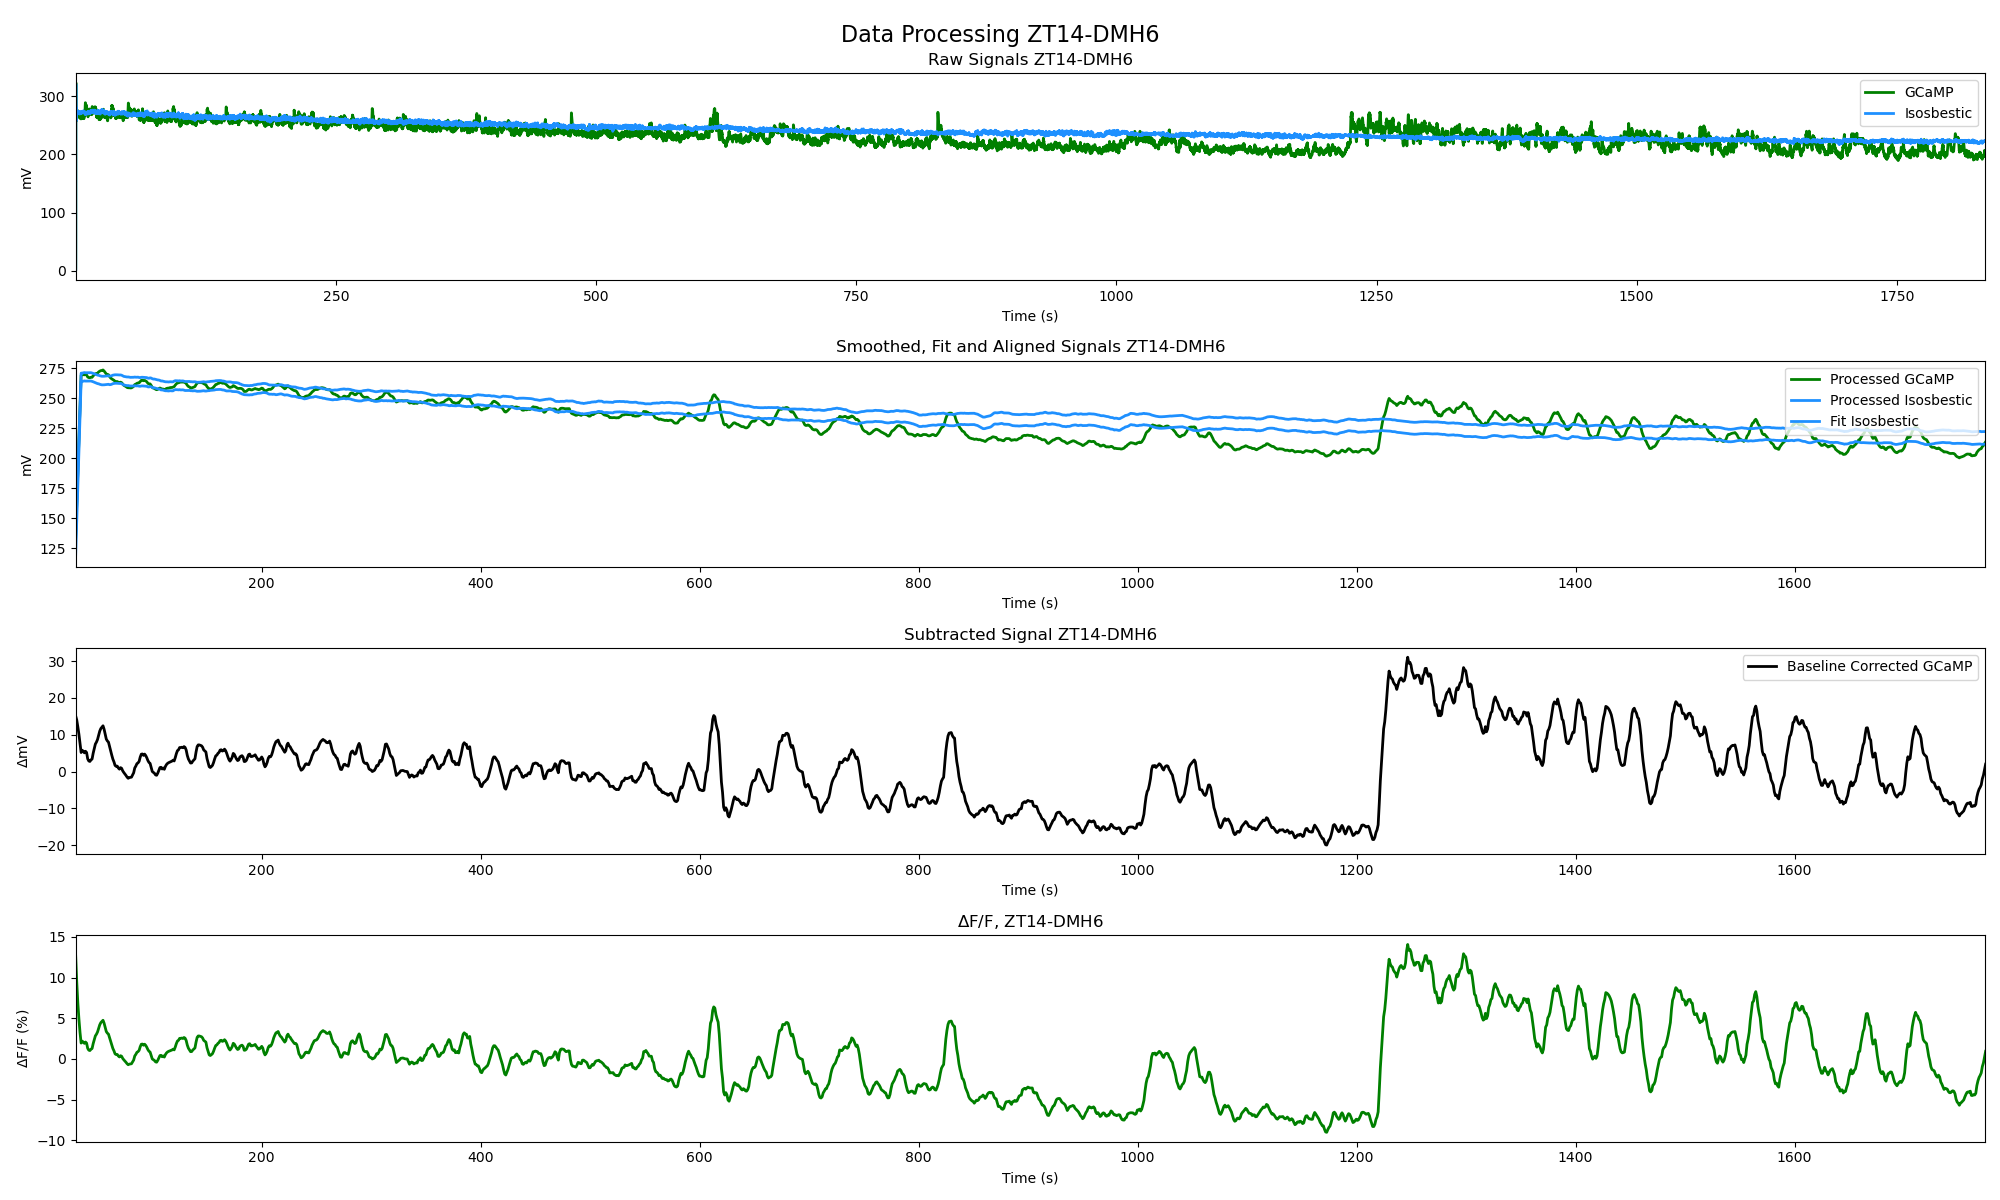 Data Processing ZT14-DMH6
Raw Signals ZT14-DMH6
300
200
100
0
mV
GCaMP
Isosbestic
250 500 750 1000 1250 1500 1750
Time (s)
Smoothed, Fit and Aligned Signals ZT14-DMH6
275
250
225
200
175
150
125
mV
Processed GCaMP
Processed Isosbestic
Fit Isosbestic
200 400 600 800 1000 1200 1400 1600
Time (s)
Subtracted Signal ZT14-DMH6
30
20
10
0
−10
−20
ΔmV
Baseline Corrected GCaMP
200 400 600 800 1000 1200 1400 1600
Time (s)
ΔF/F, ZT14-DMH6
15
10
5
0
−5
−10
ΔF/F (%)
200 400 600 800 1000 1200 1400 1600
Time (s)